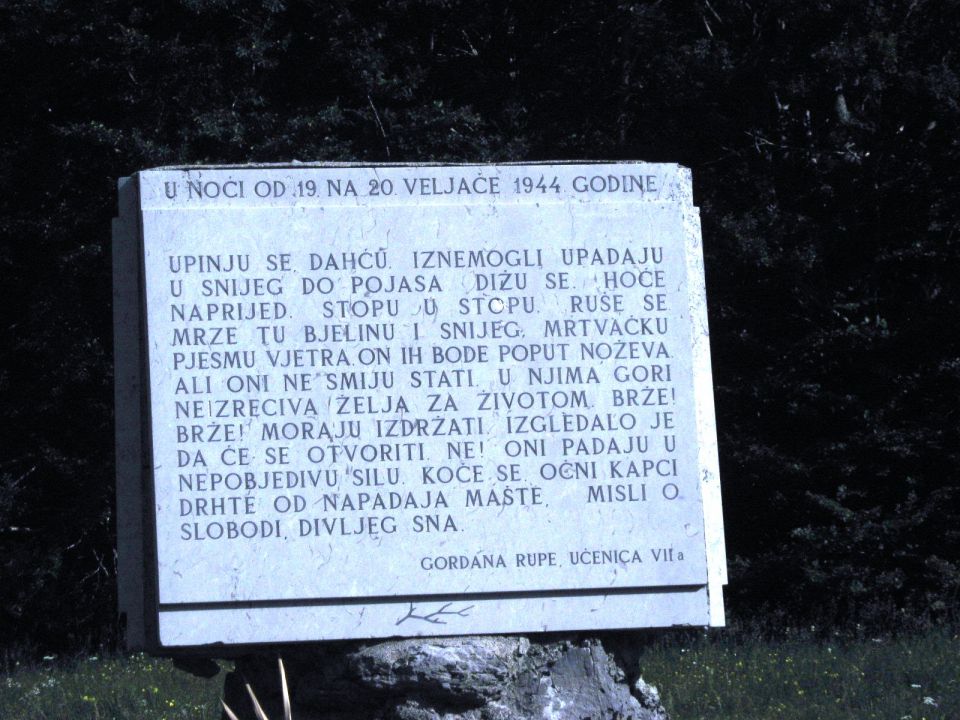 U NOĆI OD 19. NA 20. VELJAČE 1944. GODINE
UPINJU SE, DAHĆU. IZNEMOGLI UPADAJU
U SNIJEG DO POJASA. DIŽU SE. HOĆE
NAPRIJED. STOPU U STOPU. RUŠE SE.
MRZE TU BJELINU I SNIJEG, MRTVAČKU
PJESMU VJETRA. ON IH BODE POPUT NOŽEVA.
ALI ONI NE SMIJU STATI. U NJIMA GORI
NEIZRECIVA ŽELJA ZA ŽIVOTOM. BRŽE!
BRŽE! MORAJU IZDRŽATI. IZGLEDALO JE
DA ĆE SE OTVORITI. NE! ONI PADAJU U
NEPOBJEDIVU SILU. KOČE SE. OČNI KAPCI
DRHTE OD NAPADAJA MAŠTE, MISLI O
SLOBODI, DIVLJEG SNA.
GORDANA RUPE, UČENICA VII a